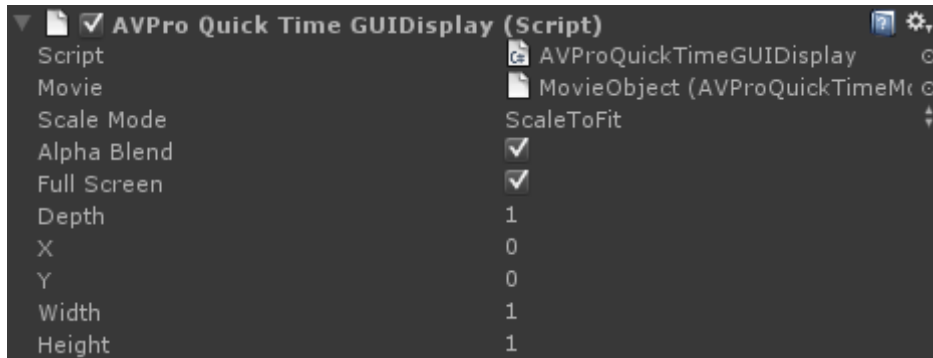 AVPro Quick Time GUIDisplay (Script)
Script AVProQuickTimeGUIDisplay
Movie MovieObject (AVProQuickTimeMo
Scale Mode ScaleToFit
Alpha Blend
Full Screen
Depth 1
X 0
Y 0
Width 1
Height 1